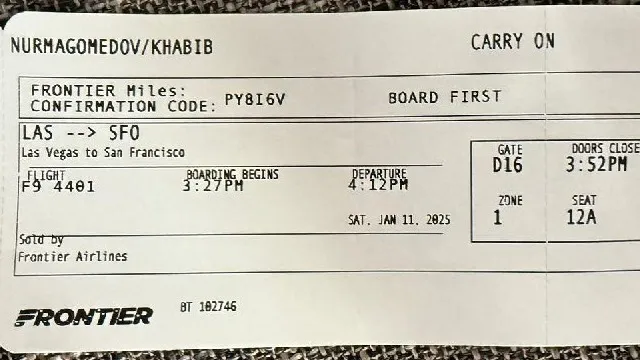 NURMAGOMEDOV/KHABIB CARRY ON
FRONTIER Miles:
CONFIRMATION CODE: PY8I6V BOARD FIRST
LAS --> SFO
Las Vegas to San Francisco
GATE DOORS CLOSE
D16 3:52PM
FLIGHT BOARDING BEGINS DEPARTURE
F9 4401 3:27PM 4:12PM
ZONE SEAT
1 12A
SAT. JAN 11, 2025
Sold by
Frontier Airlines
FRONTIER BT 102746